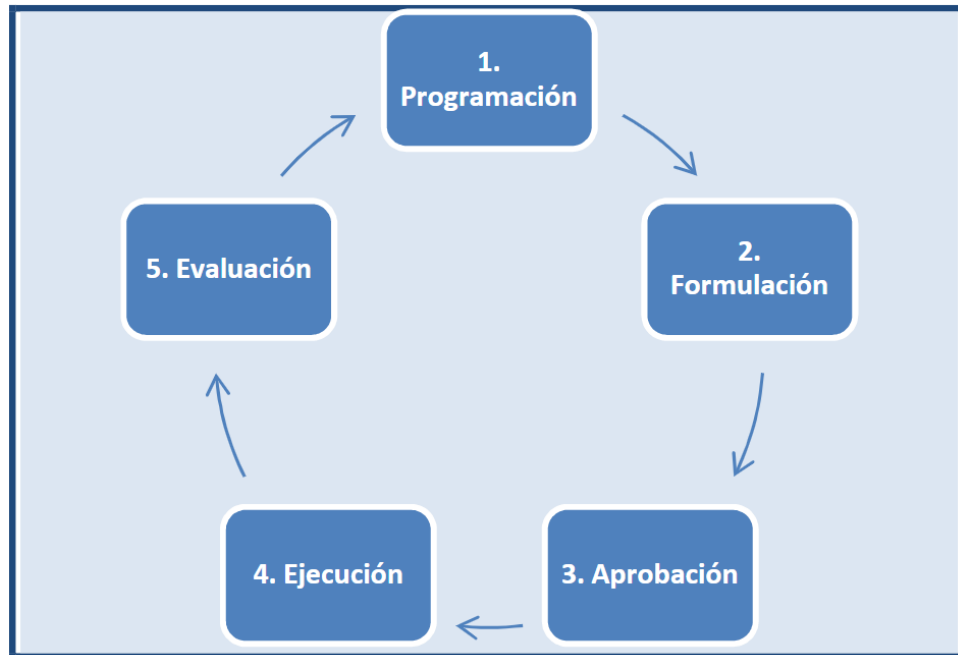 1.
Programación
2.
Formulación
3. Aprobación
4. Ejecución
5. Evaluación